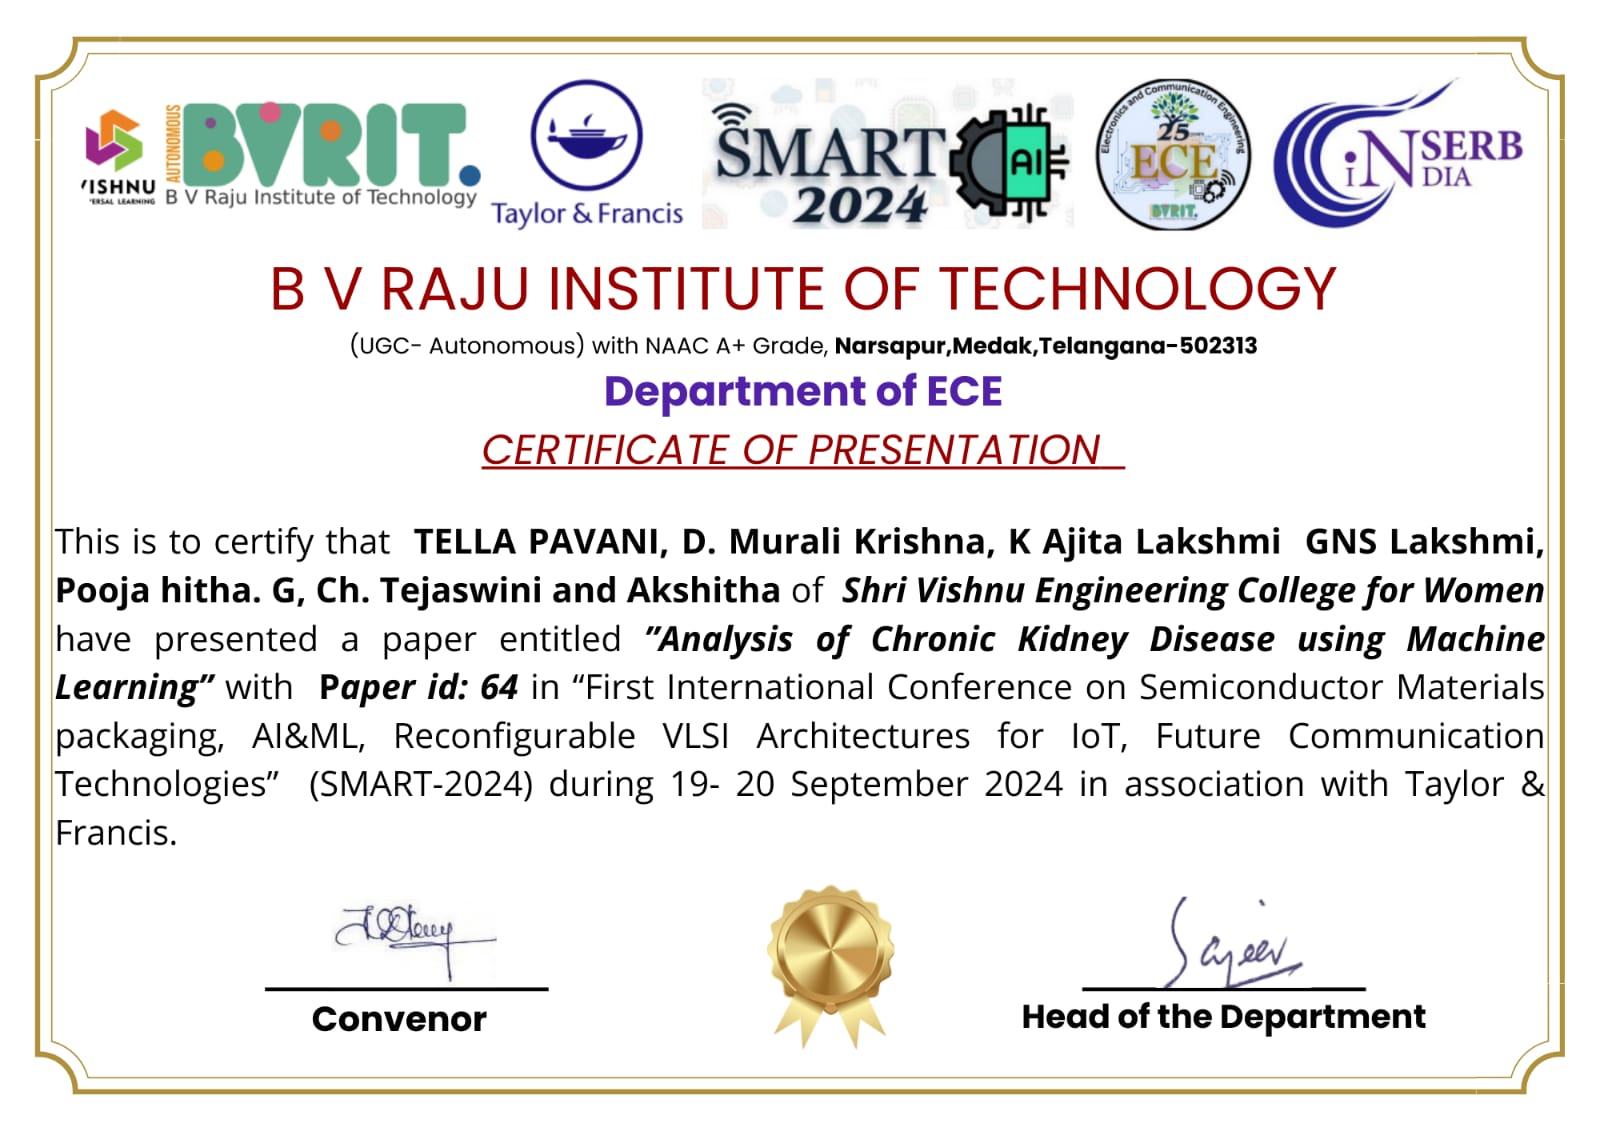 'ISHNU
'ERSAL LEARNING
AUTONOMOUS
BVRIT.
B V Raju Institute of Technology
Taylor & Francis
SMART
2024
AI
Electronics and Communication Engineering
25
ECE
BVRIT.
iNSERB
iNDIA
B V RAJU INSTITUTE OF TECHNOLOGY
(UGC- Autonomous) with NAAC A+ Grade, Narsapur,Medak,Telangana-502313
Department of ECE
CERTIFICATE OF PRESENTATION
This is to certify that TELLA PAVANI, D. Murali Krishna, K Ajita Lakshmi GNS Lakshmi,
Pooja hitha. G, Ch. Tejaswini and Akshitha of Shri Vishnu Engineering College for Women
have presented a paper entitled ”Analysis of Chronic Kidney Disease using Machine
Learning” with Paper id: 64 in “First International Conference on Semiconductor Materials
packaging, AI&ML, Reconfigurable VLSI Architectures for IoT, Future Communication
Technologies” (SMART-2024) during 19- 20 September 2024 in association with Taylor &
Francis.
Sajeev
Convenor
Head of the Department